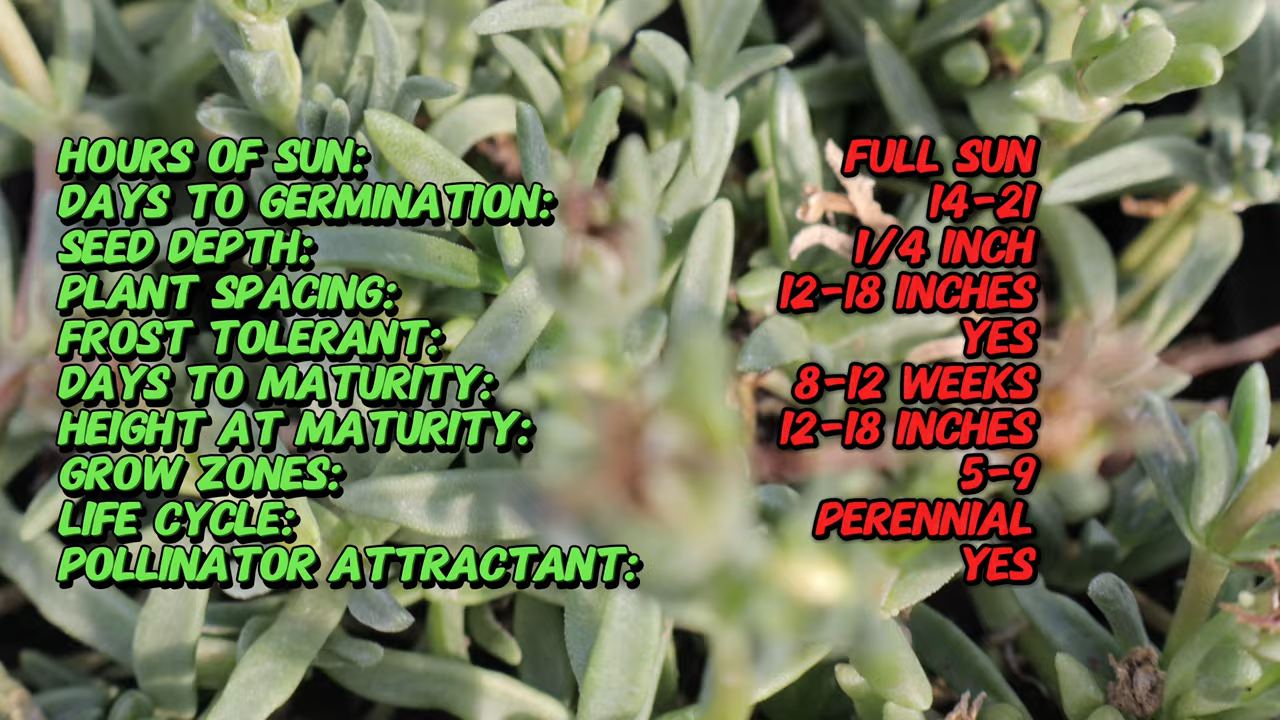 HOURS OF SUN: FULL SUN
DAYS TO GERMINATION: 14-21
SEED DEPTH: 1/4 INCH
PLANT SPACING: 12-18 INCHES
FROST TOLERANT: YES
DAYS TO MATURITY: 8-12 WEEKS
HEIGHT AT MATURITY: 12-18 INCHES
GROW ZONES: 5-9
LIFE CYCLE: PERENNIAL
POLLINATOR ATTRACTANT: YES